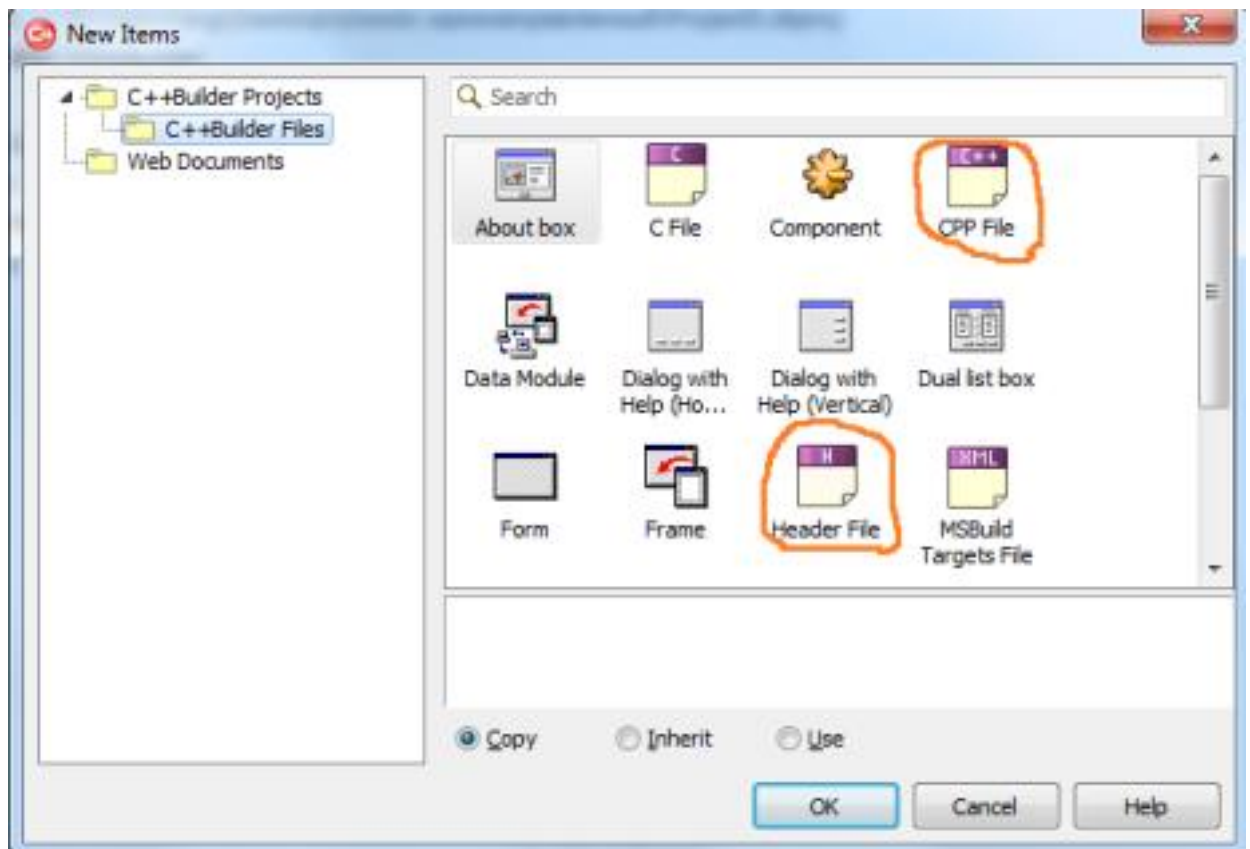 New Items
C++Builder Projects
C++Builder Files
Web Documents
Search
C
C++
About box
C File
Component
CPP File
Data Module
Dialog with
Help (Ho...
Dialog with
Help (Vertical)
Dual list box
H
XML
Form
Frame
Header File
MSBuild
Targets File
Copy
Inherit
Use
OK
Cancel
Help